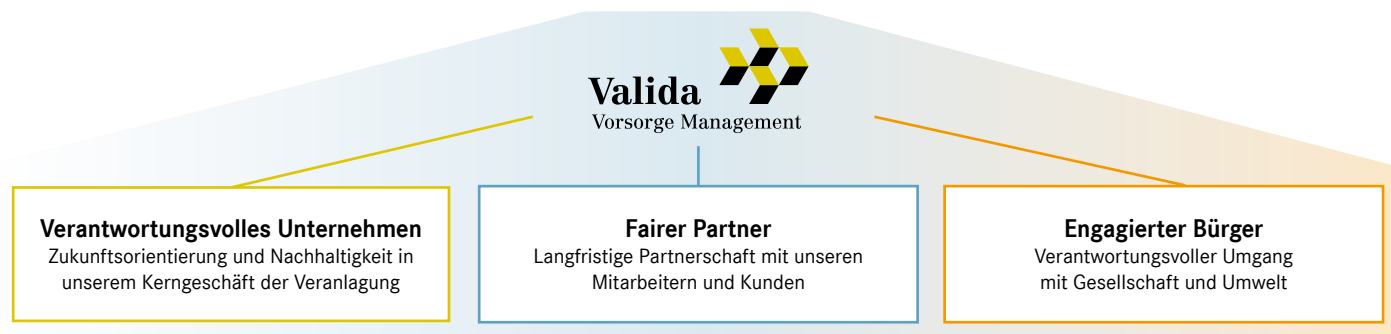 Valida
Vorsorge Management
Verantwortungsvolles Unternehmen
Zukunftsorientierung und Nachhaltigkeit in
unserem Kerngeschäft der Veranlagung
Fairer Partner
Langfristige Partnerschaft mit unseren
Mitarbeitern und Kunden
Engagierter Bürger
Verantwortungsvoller Umgang
mit Gesellschaft und Umwelt